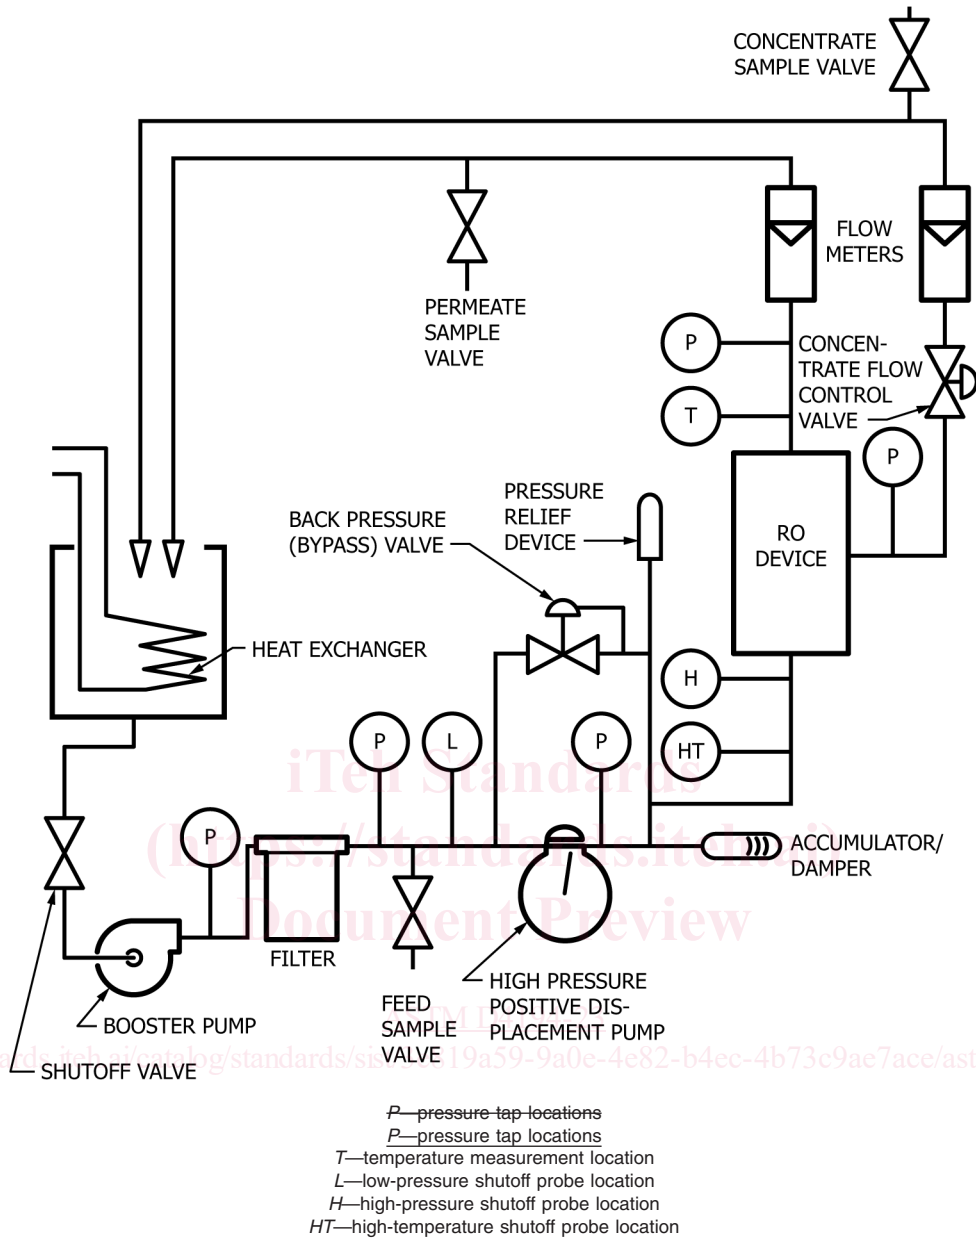 CONCENTRATE
SAMPLE VALVE
FLOW
METERS
PERMEATE
SAMPLE
VALVE
P
CONCEN-
TRATE FLOW
CONTROL
VALVE
T
P
PRESSURE
RELIEF
DEVICE
BACK PRESSURE
(BYPASS) VALVE
RO
DEVICE
HEAT EXCHANGER
H
P
L
P
HT
iTeh Standards
(https://standards.iteh.ai)
Document Preview
P
ACCUMULATOR/
DAMPER
FILTER
HIGH PRESSURE
POSITIVE DIS-
PLACEMENT PUMP
FEED
SAMPLE
VALVE
BOOSTER PUMP
SHUTOFF VALVE
P—pressure tap locations
P—pressure tap locations
T—temperature measurement location
L—low-pressure shutoff probe location
H—high-pressure shutoff probe location
HT—high-temperature shutoff probe location